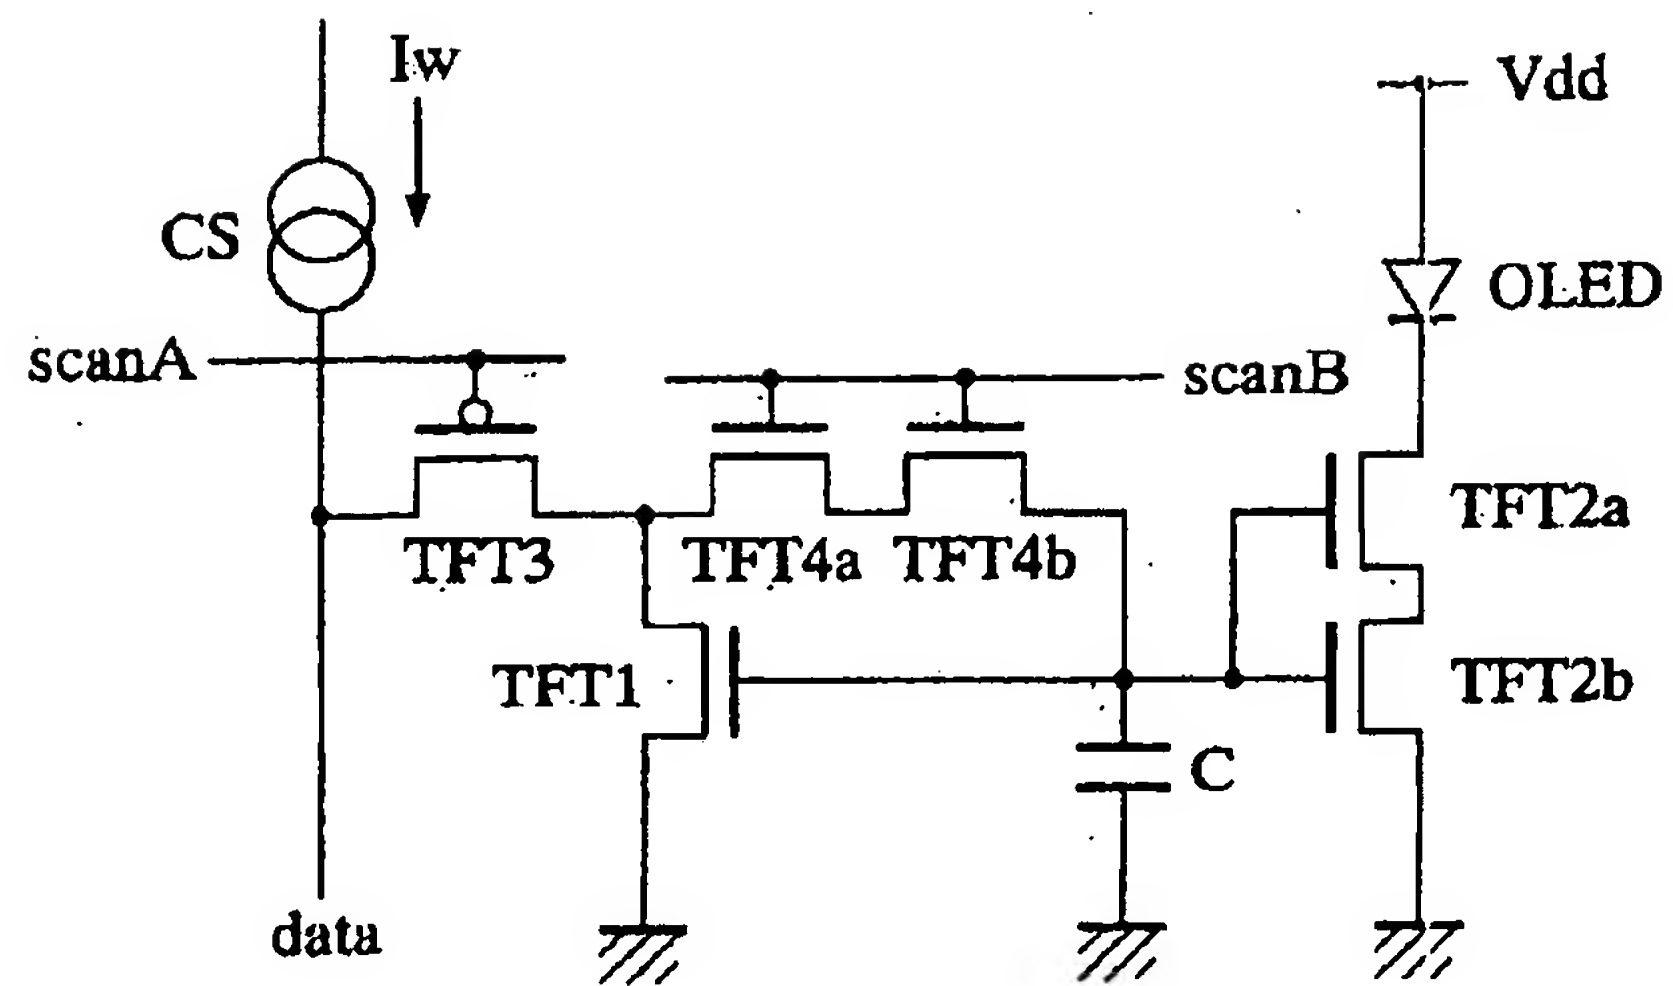 Iw
Vdd
CS
OLED
scanA
scanB
TFT3
TFT4a
TFT4b
TFT2a
TFT1
TFT2b
C
data